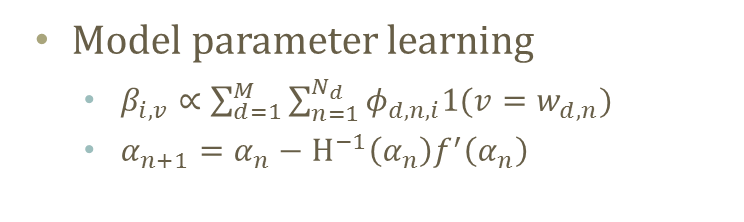 • Model parameter learning
• β_{i,v} ∝ ∑_{d=1}^{M} ∑_{n=1}^{N_d} ϕ_{d,n,i} 1(v = w_{d,n})
• α_{n+1} = α_n − H^{−1}(α_n)f′(α_n)